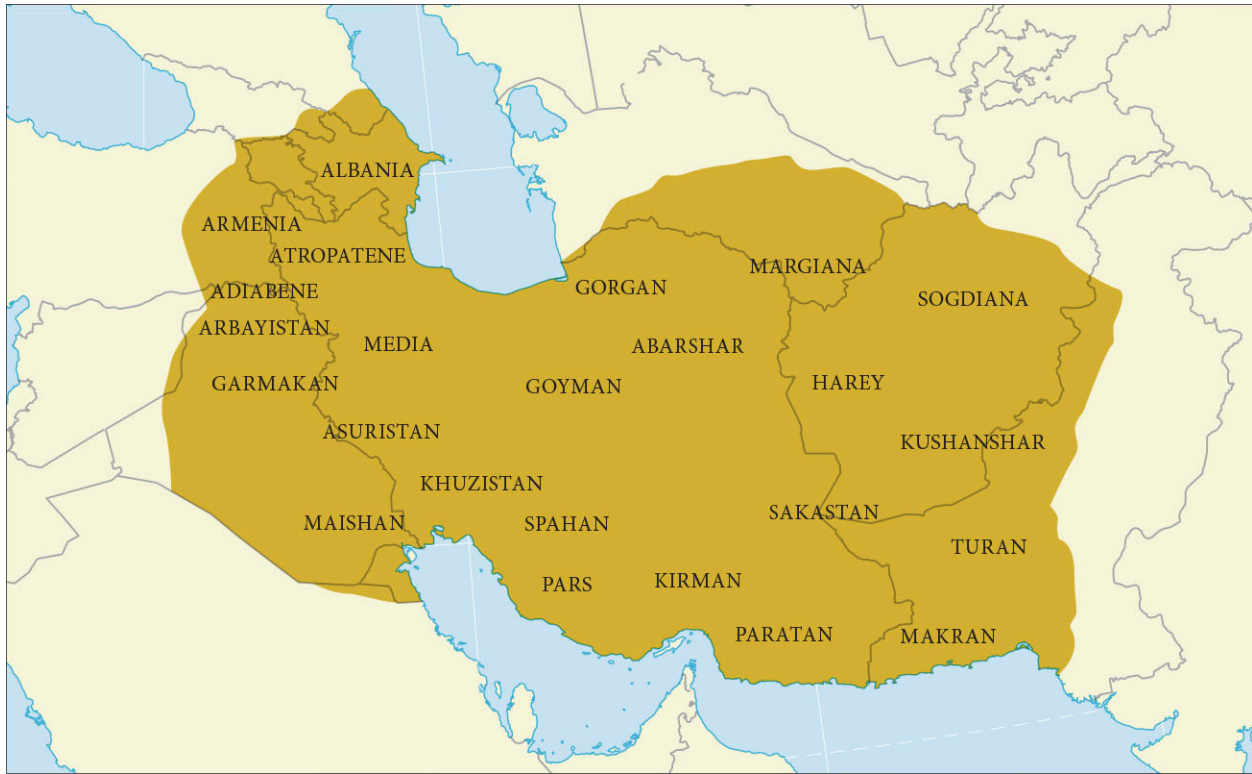 ALBANIA
ARMENIA
ATROPATENE
MARGIANA
ADIABENE
GORGAN
SOGDIANA
ARBAYISTAN
MEDIA
ABARSHAR
GARMAKAN
GOYMAN
HAREY
ASURISTAN
KUSHANSHAR
KHUZISTAN
MAISHAN
SPAHAN
SAKASTAN
TURAN
PARS
KIRMAN
PARATAN
MAKRAN